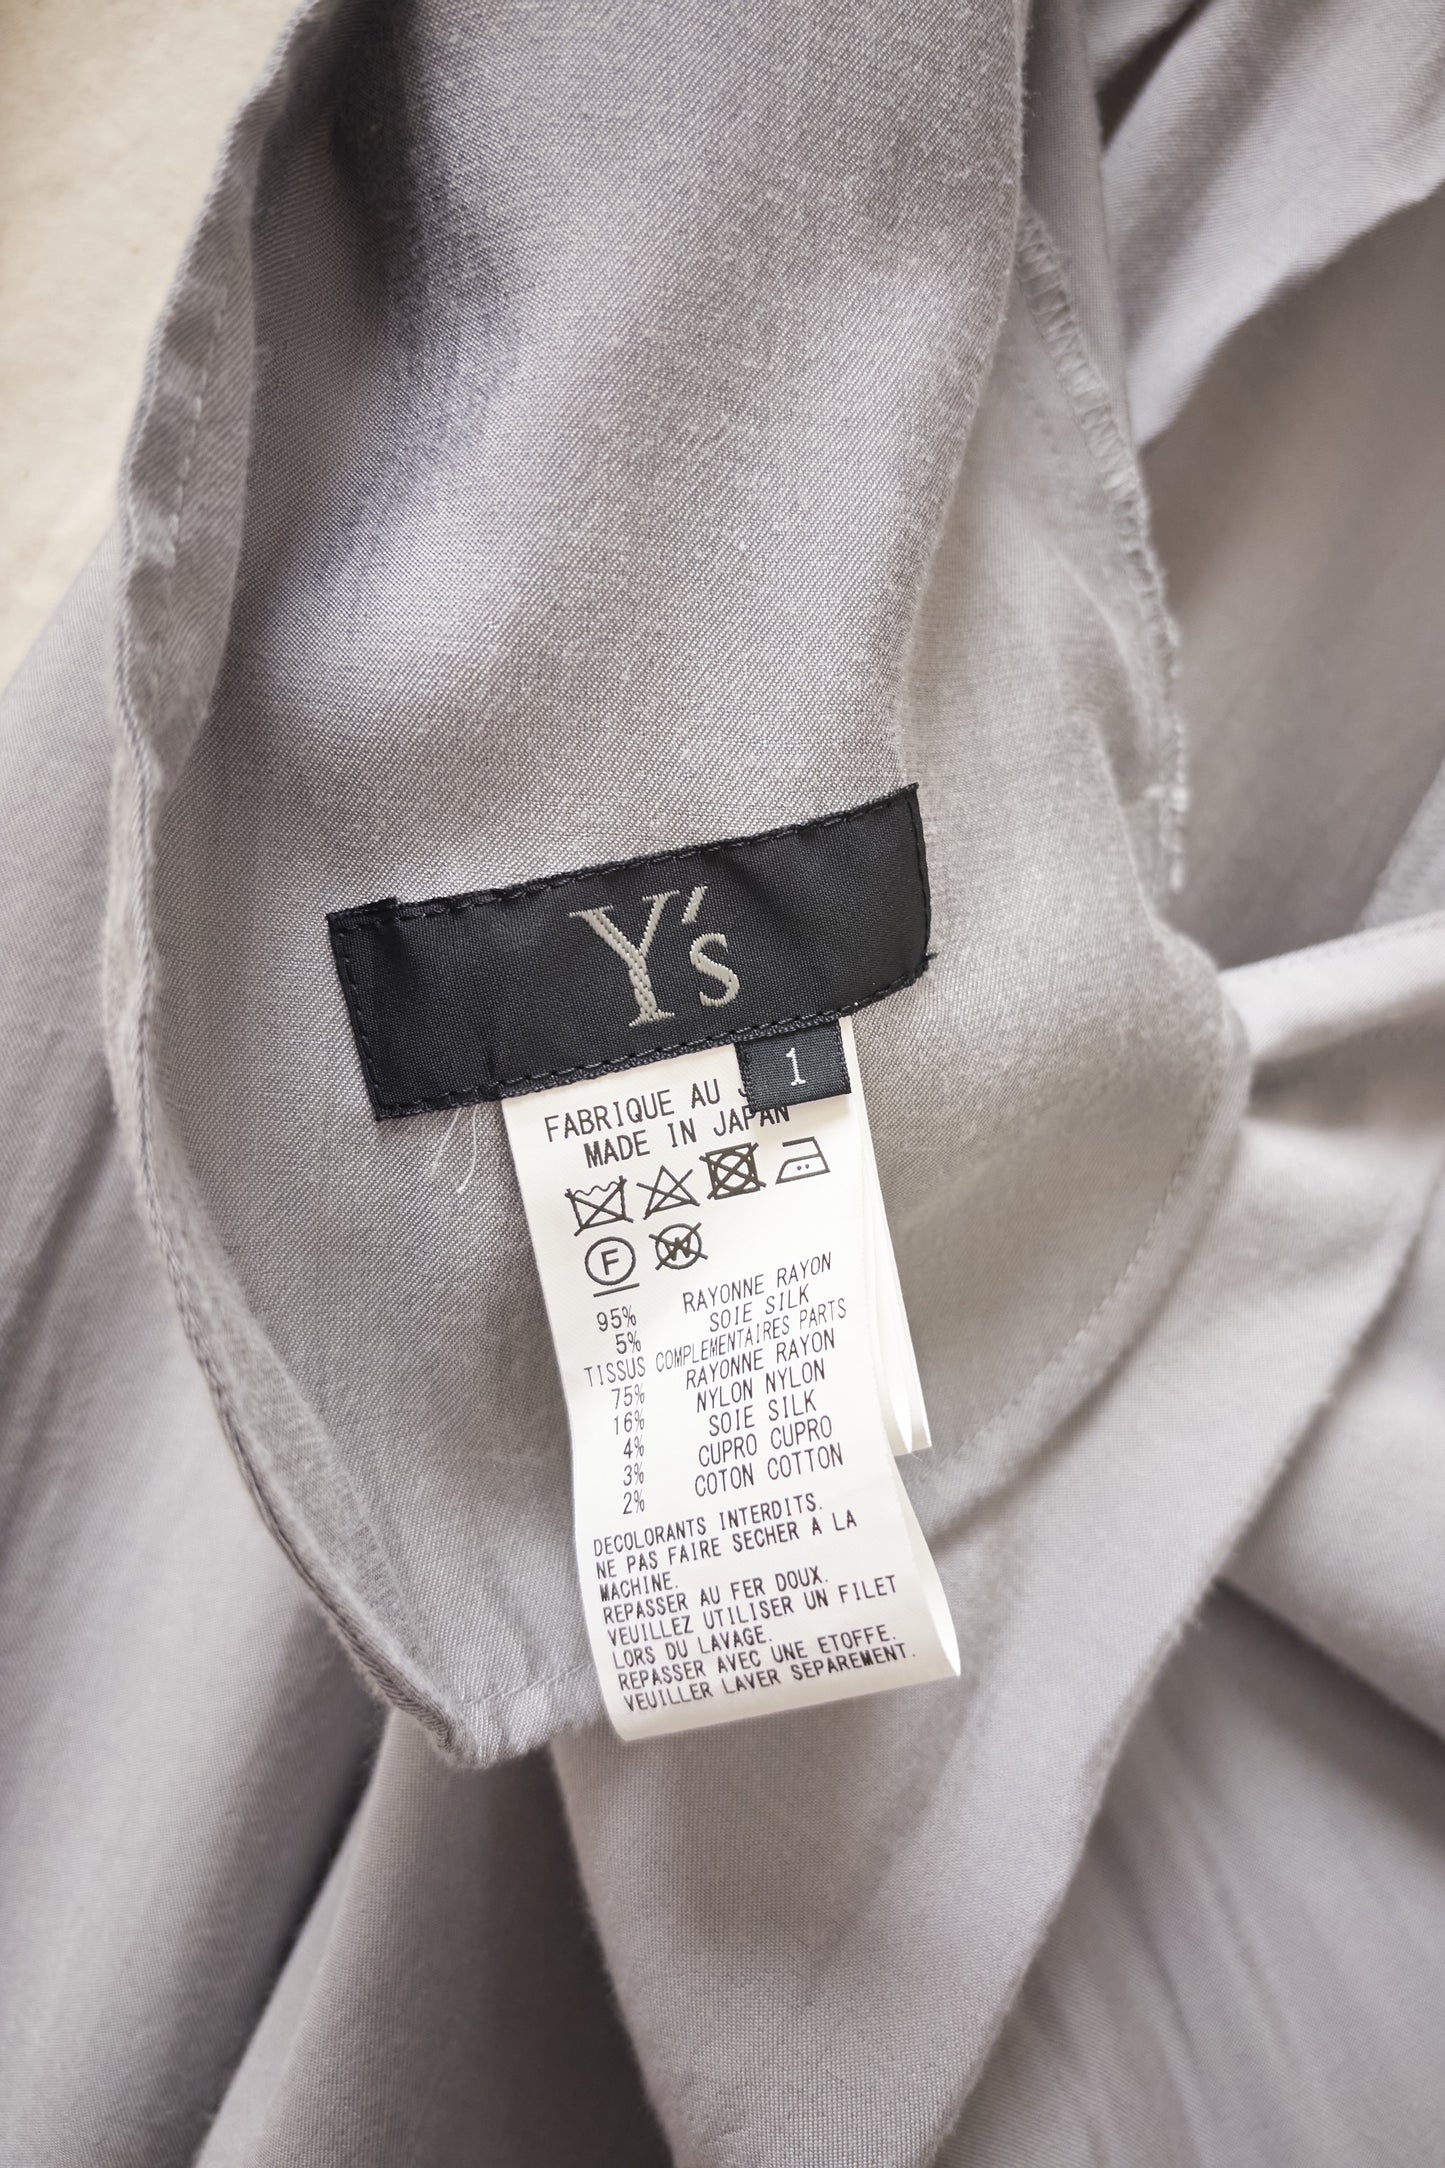 Y's
1
FABRIQUE AU
MADE IN JAPAN
F
W
95% RAYONNE RAYON
5% SOIE SILK
TISSUS COMPLEMENTAIRES PARTS
75% RAYONNE RAYON
16% NYLON NYLON
4% SOIE SILK
3% CUPRO CUPRO
2% COTON COTTON
DECOLORANTS INTERDITS.
NE PAS FAIRE SECHER A LA
MACHINE.
REPASSER AU FER DOUX.
VEUILLEZ UTILISER UN FILET
LORS DU LAVAGE.
REPASSER AVEC UNE ETOFFE.
VEUILLER LAVER SEPAREMENT.